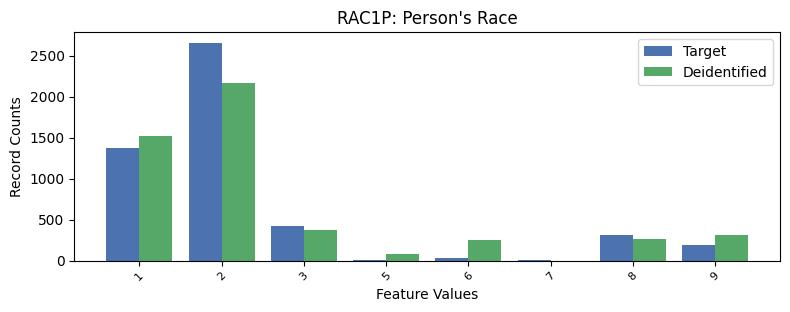 RAC1P: Person's Race
Record Counts
2500
2000
1500
1000
500
0
Target
Deidentified
1 2 3 5 6 7 8 9
Feature Values